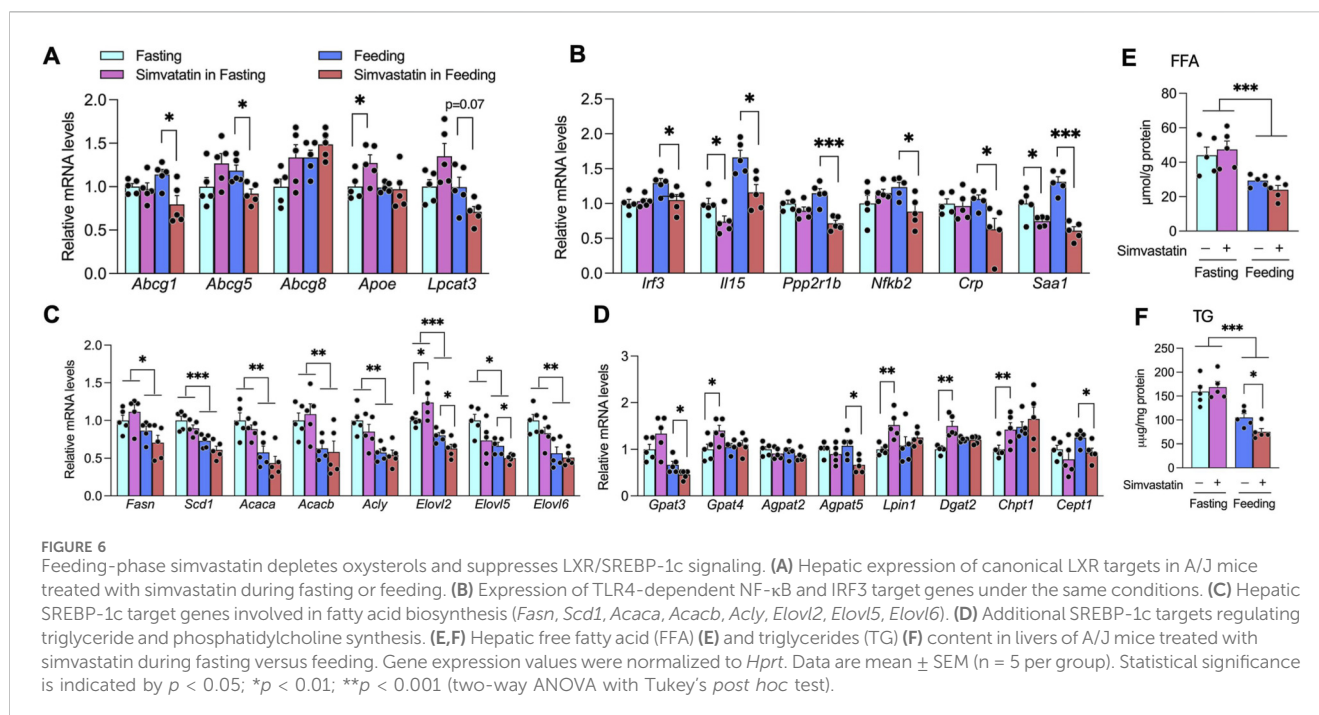 A
Fasting
Feeding
Simvatatin in Fasting
Simvastatin in Feeding
Relative mRNA levels
2.0
1.5
1.0
0.5
0.0
* * * p=0.07
Abcg1 Abcg5 Abcg8 Apoe Lpcat3
B
Relative mRNA levels
2.5
2.0
1.5
1.0
0.5
0.0
* * * *** * * * ***
Irf3 Il15 Ppp2r1b Nfkb2 Crp Saa1
E FFA
µmol/g protein
80
60
40
20
0
***
Simvastatin − + − +
Fasting Feeding
C
Relative mRNA levels
2.0
1.5
1.0
0.5
0.0
* *** ** ** ** *** * * * * **
Fasn Scd1 Acaca Acacb Acly Elovl2 Elovl5 Elovl6
D
Relative mRNA levels
3
2
1
0
* * * ** ** ** *
Gpat3 Gpat4 Agpat2 Agpat5 Lpin1 Dgat2 Chpt1 Cept1
F TG
µµg/mg protein
250
200
150
100
50
0
***
*
Simvastatin − + − +
Fasting Feeding
FIGURE 6
Feeding-phase simvastatin depletes oxysterols and suppresses LXR/SREBP-1c signaling. (A) Hepatic expression of canonical LXR targets in A/J mice
treated with simvastatin during fasting or feeding. (B) Expression of TLR4-dependent NF-κB and IRF3 target genes under the same conditions. (C) Hepatic
SREBP-1c target genes involved in fatty acid biosynthesis (Fasn, Scd1, Acaca, Acacb, Acly, Elovl2, Elovl5, Elovl6). (D) Additional SREBP-1c targets regulating
triglyceride and phosphatidylcholine synthesis. (E,F) Hepatic free fatty acid (FFA) (E) and triglycerides (TG) (F) content in livers of A/J mice treated with
simvastatin during fasting versus feeding. Gene expression values were normalized to Hprt. Data are mean ± SEM (n = 5 per group). Statistical significance
is indicated by p < 0.05; *p < 0.01; **p < 0.001 (two-way ANOVA with Tukey's post hoc test).